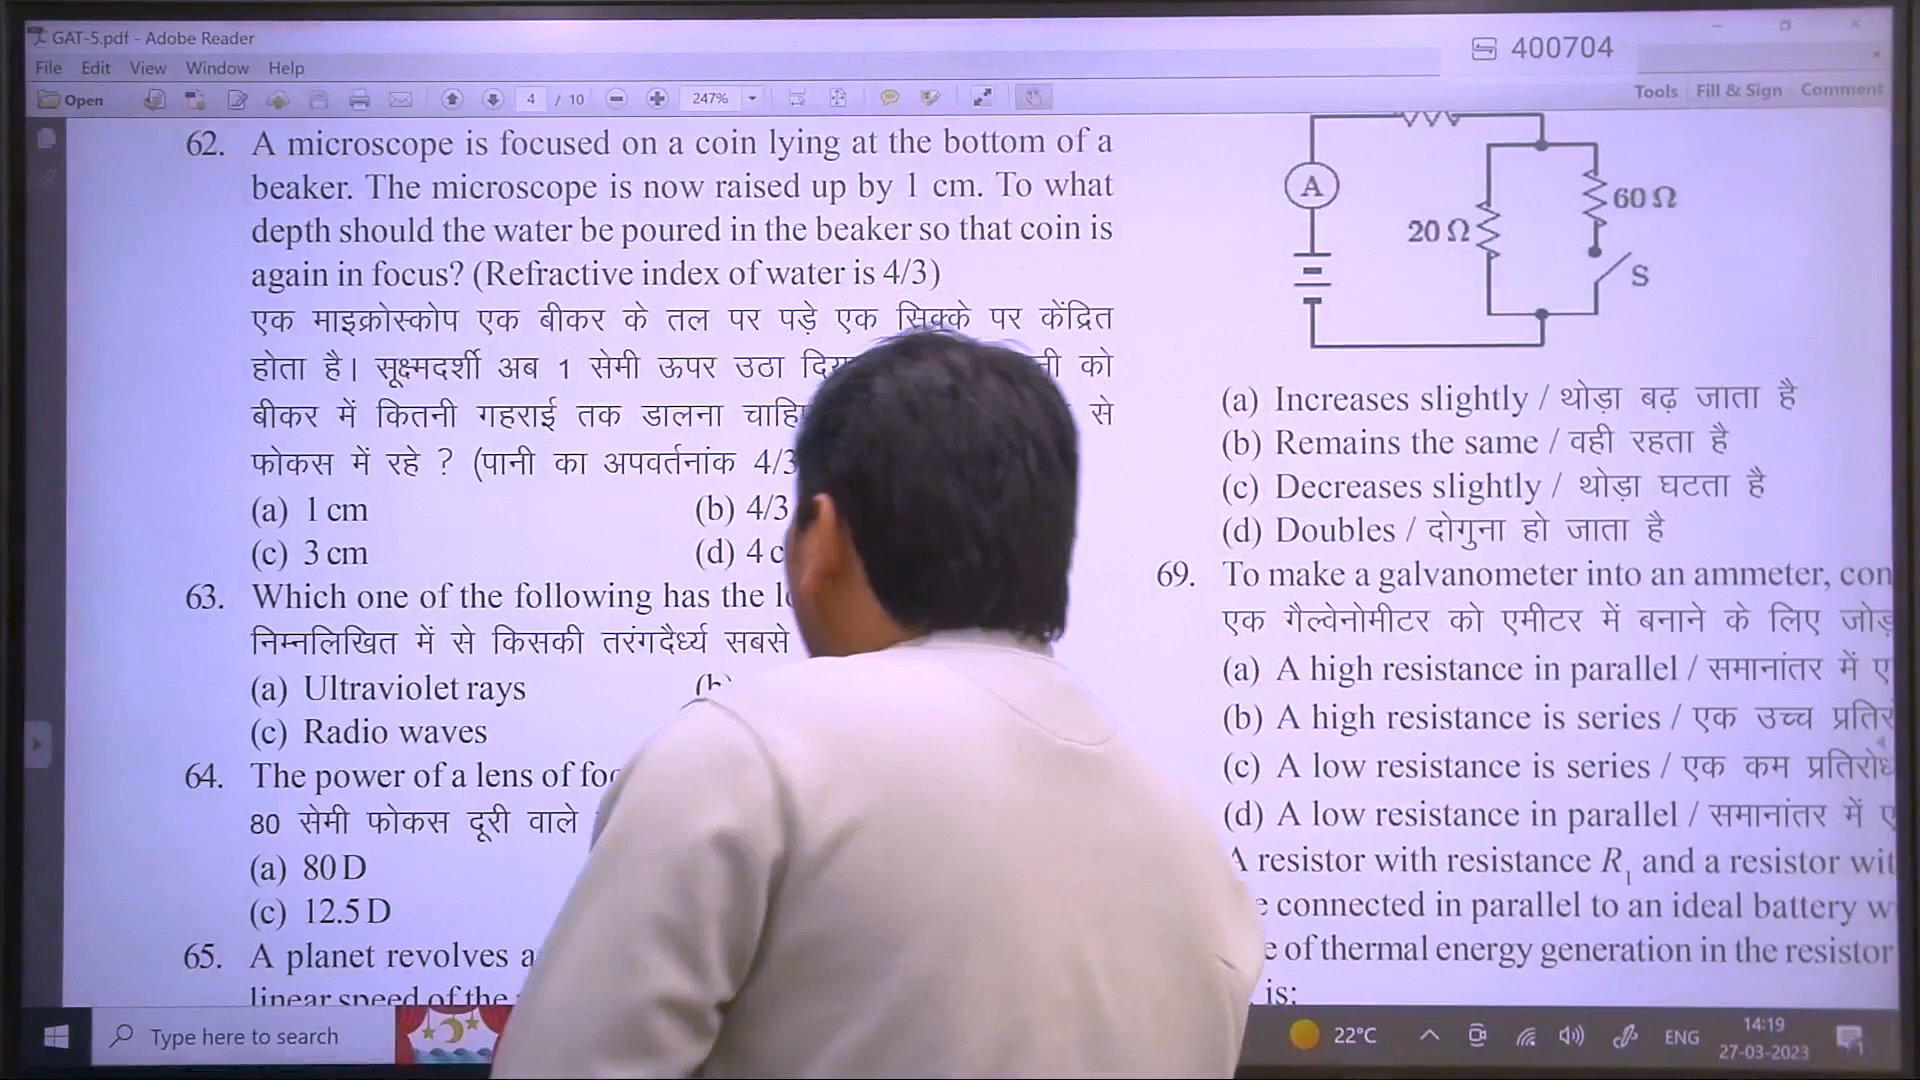 GAT-5.pdf - Adobe Reader
400704
File Edit View Window Help
Open 4 / 10 247% Tools Fill & Sign Comment
62. A microscope is focused on a coin lying at the bottom of a
beaker. The microscope is now raised up by 1 cm. To what
depth should the water be poured in the beaker so that coin is
again in focus? (Refractive index of water is 4/3)
एक माइक्रोस्कोप एक बीकर के तल पर पड़े एक सिक्के पर केंद्रित
होता है। सूक्ष्मदर्शी अब 1 सेमी ऊपर उठा को
बीकर में कितनी गहराई तक डालना से
फोकस में रहे ? (पानी का अपवर्तनांक 4/3
(a) 1 cm (b) 4/3
(c) 3 cm (d) 4
63. Which one of the following has the
निम्नलिखित में से किसकी तरंगदैर्ध्य सबसे
(a) Ultraviolet rays
(c) Radio waves
64. The power of a lens of
80 सेमी फोकस दूरी वाले
(a) 80 D
(c) 12.5 D
65. A planet revolves
linear speed of the
A
20 Ω
60 Ω
S
(a) Increases slightly / थोड़ा बढ़ जाता है
(b) Remains the same / वही रहता है
(c) Decreases slightly / थोड़ा घटता है
(d) Doubles / दोगुना हो जाता है
69. To make a galvanometer into an ammeter, con
एक गैल्वेनोमीटर को एमीटर में बनाने के लिए
(a) A high resistance in parallel / समानांतर में
(b) A high resistance is series / एक उच्च
(c) A low resistance is series / एक कम
(d) A low resistance in parallel / समानांतर में
A resistor with resistance R1 and a resistor wit
connected in parallel to an ideal battery w
of thermal energy generation in the resistor
is:
Type here to search 22°C ENG 14:19
27-03-2023